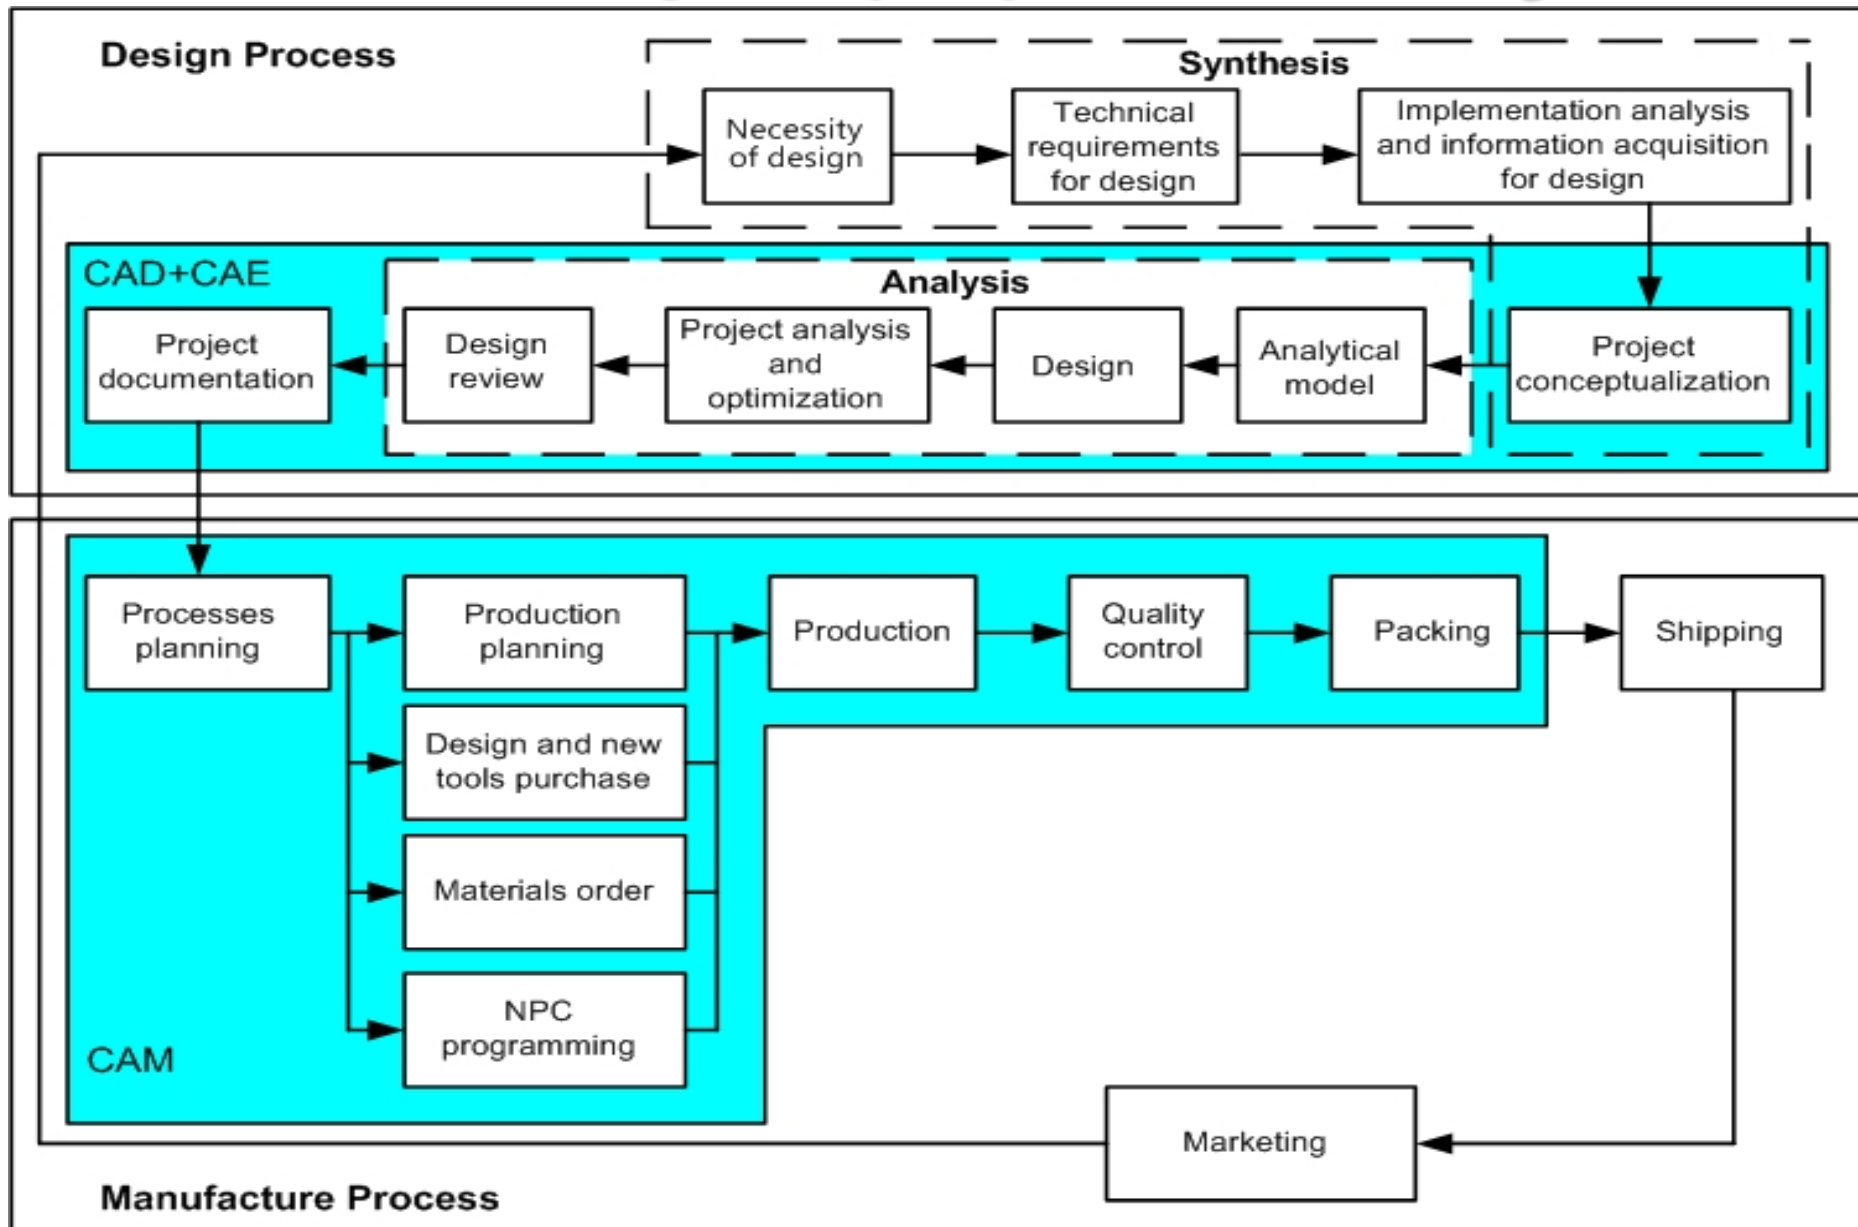 Design Process
Synthesis
Necessity
of design
Technical
requirements
for design
Implementation analysis
and information acquisition
for design
CAD+CAE
Analysis
Project
documentation
Design
review
Project analysis
and
optimization
Design
Analytical
model
Project
conceptualization
Processes
planning
Production
planning
Production
Quality
control
Packing
Shipping
Design and new
tools purchase
Materials order
NPC
programming
CAM
Marketing
Manufacture Process